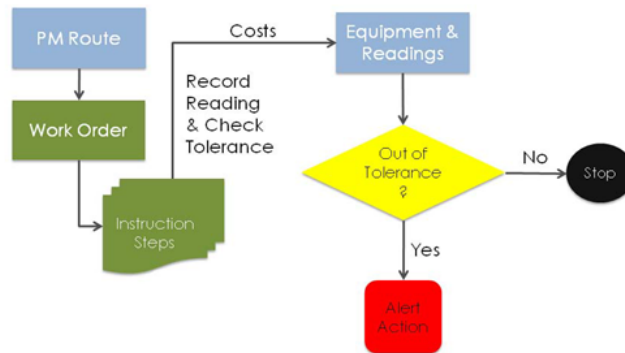 PM Route
Costs
Equipment &
Readings
Record
Reading
& Check
Tolerance
Work Order
Out of
Tolerance
?
No
Stop
Instruction
Steps
Yes
Alert
Action